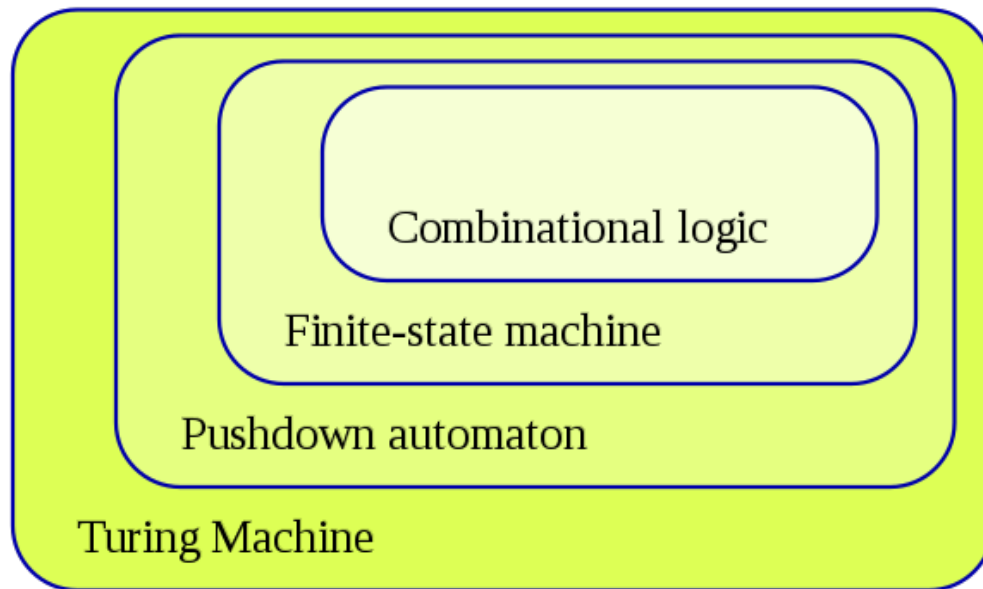 Combinational logic
Finite-state machine
Pushdown automaton
Turing Machine